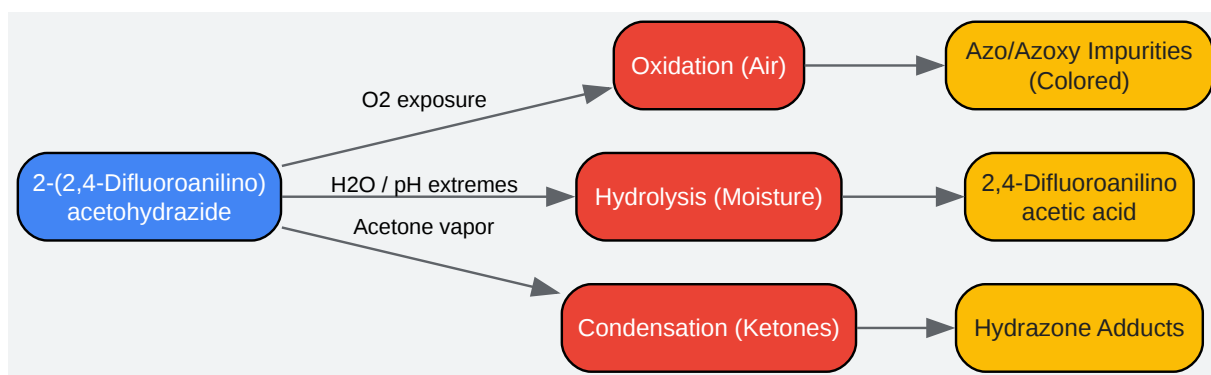 2-(2,4-Difluoroanilino)
acetohydrazide
O2 exposure
H2O / pH extremes
Acetone vapor
Oxidation (Air)
Hydrolysis (Moisture)
Condensation (Ketones)
Azo/Azoxy Impurities
(Colored)
2,4-Difluoroanilino
acetic acid
Hydrazone Adducts